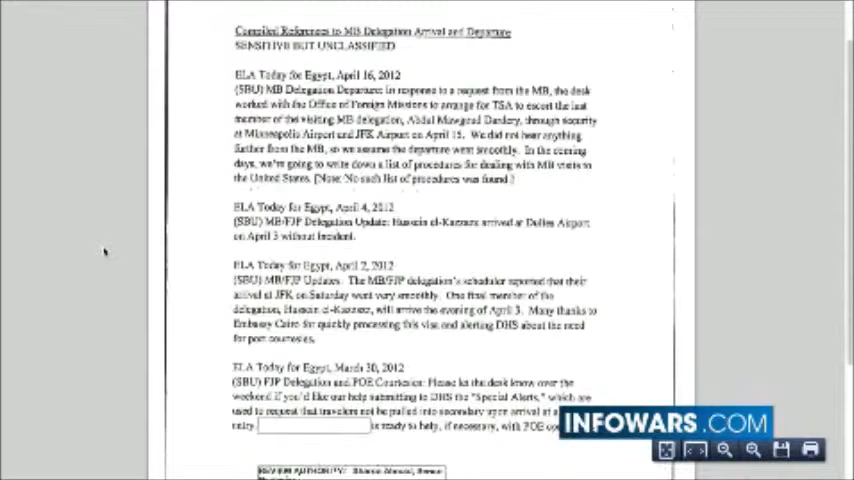 Compiled References to MB Delegation Arrival and Departure
SENSITIVE BUT UNCLASSIFIED
ELA Today for Egypt, April 16, 2012
(SBU) MB Delegation Departure: In response to a request from the MB, the desk
worked with the Office of Foreign Missions to arrange for TSA to escort the last
member of the visiting MB delegation, Abdul Mawgoud Dardery, through security
at Minneapolis Airport and JFK Airport on April 15. We did not hear anything
further from the MB, so we assume the departure went smoothly. In the coming
days, we're going to write down a list of procedures for dealing with MB visits to
the United States. [Note: No such list of procedures was found.]
ELA Today for Egypt, April 4, 2012
(SBU) MB/FJP Delegation Update: Hussein el-Kazzaz arrived at Dulles Airport
on April 3 without incident.
ELA Today for Egypt, April 2, 2012
(SBU) MB/FJP Updates. The MB/FJP delegation's scheduler reported that their
arrival at JFK on Saturday went very smoothly. One final member of the
delegation, Hussein el-Kazzaz, will arrive the evening of April 3. Many thanks to
Embassy Cairo for quickly processing this visa and alerting DHS about the need
for port courtesies.
ELA Today for Egypt, March 30, 2012
(SBU) FJP Delegation and POE Courtesies: Please let the desk know over the
weekend if you'd like our help submitting to DHS the "Special Alerts," which are
used to request that travelers not be pulled into secondary upon arrival at a
entry. is ready to help, if necessary, with POE
REVIEW AUTHORITY: Sharon Ahmad, Senior
INFOWARS.COM